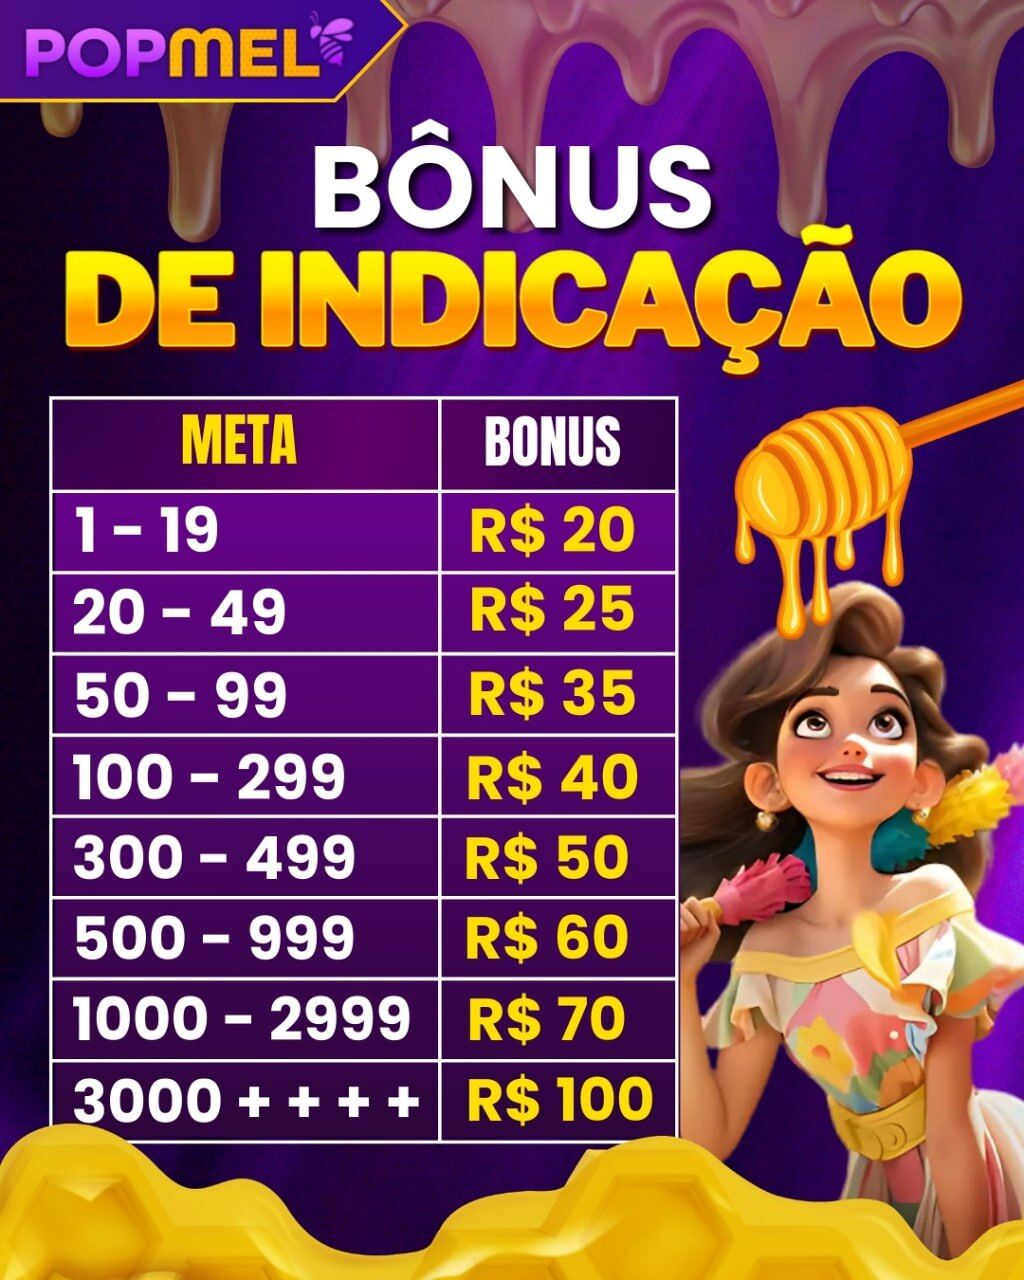 POPMEL
BÔNUS
DE INDICAÇÃO
META BONUS
1 - 19 R$ 20
20 - 49 R$ 25
50 - 99 R$ 35
100 - 299 R$ 40
300 - 499 R$ 50
500 - 999 R$ 60
1000 - 2999 R$ 70
3000 + + + + R$ 100